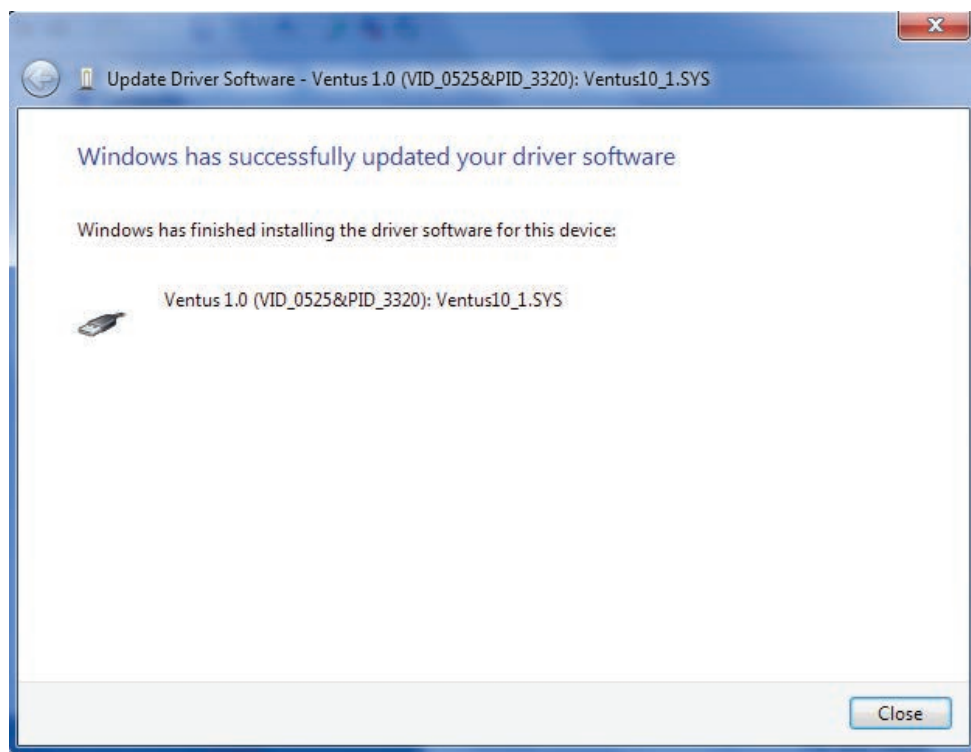 Update Driver Software - Ventus 1.0 (VID_0525&PID_3320): Ventus10_1.SYS
Windows has successfully updated your driver software
Windows has finished installing the driver software for this device:
Ventus 1.0 (VID_0525&PID_3320): Ventus10_1.SYS
Close